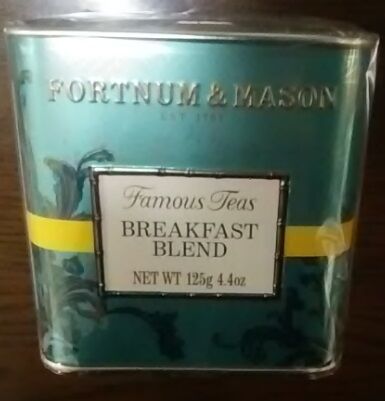 FORTNUM & MASON
EST 1707
Famous Teas
BREAKFAST
BLEND
NET WT 125g 4.4oz